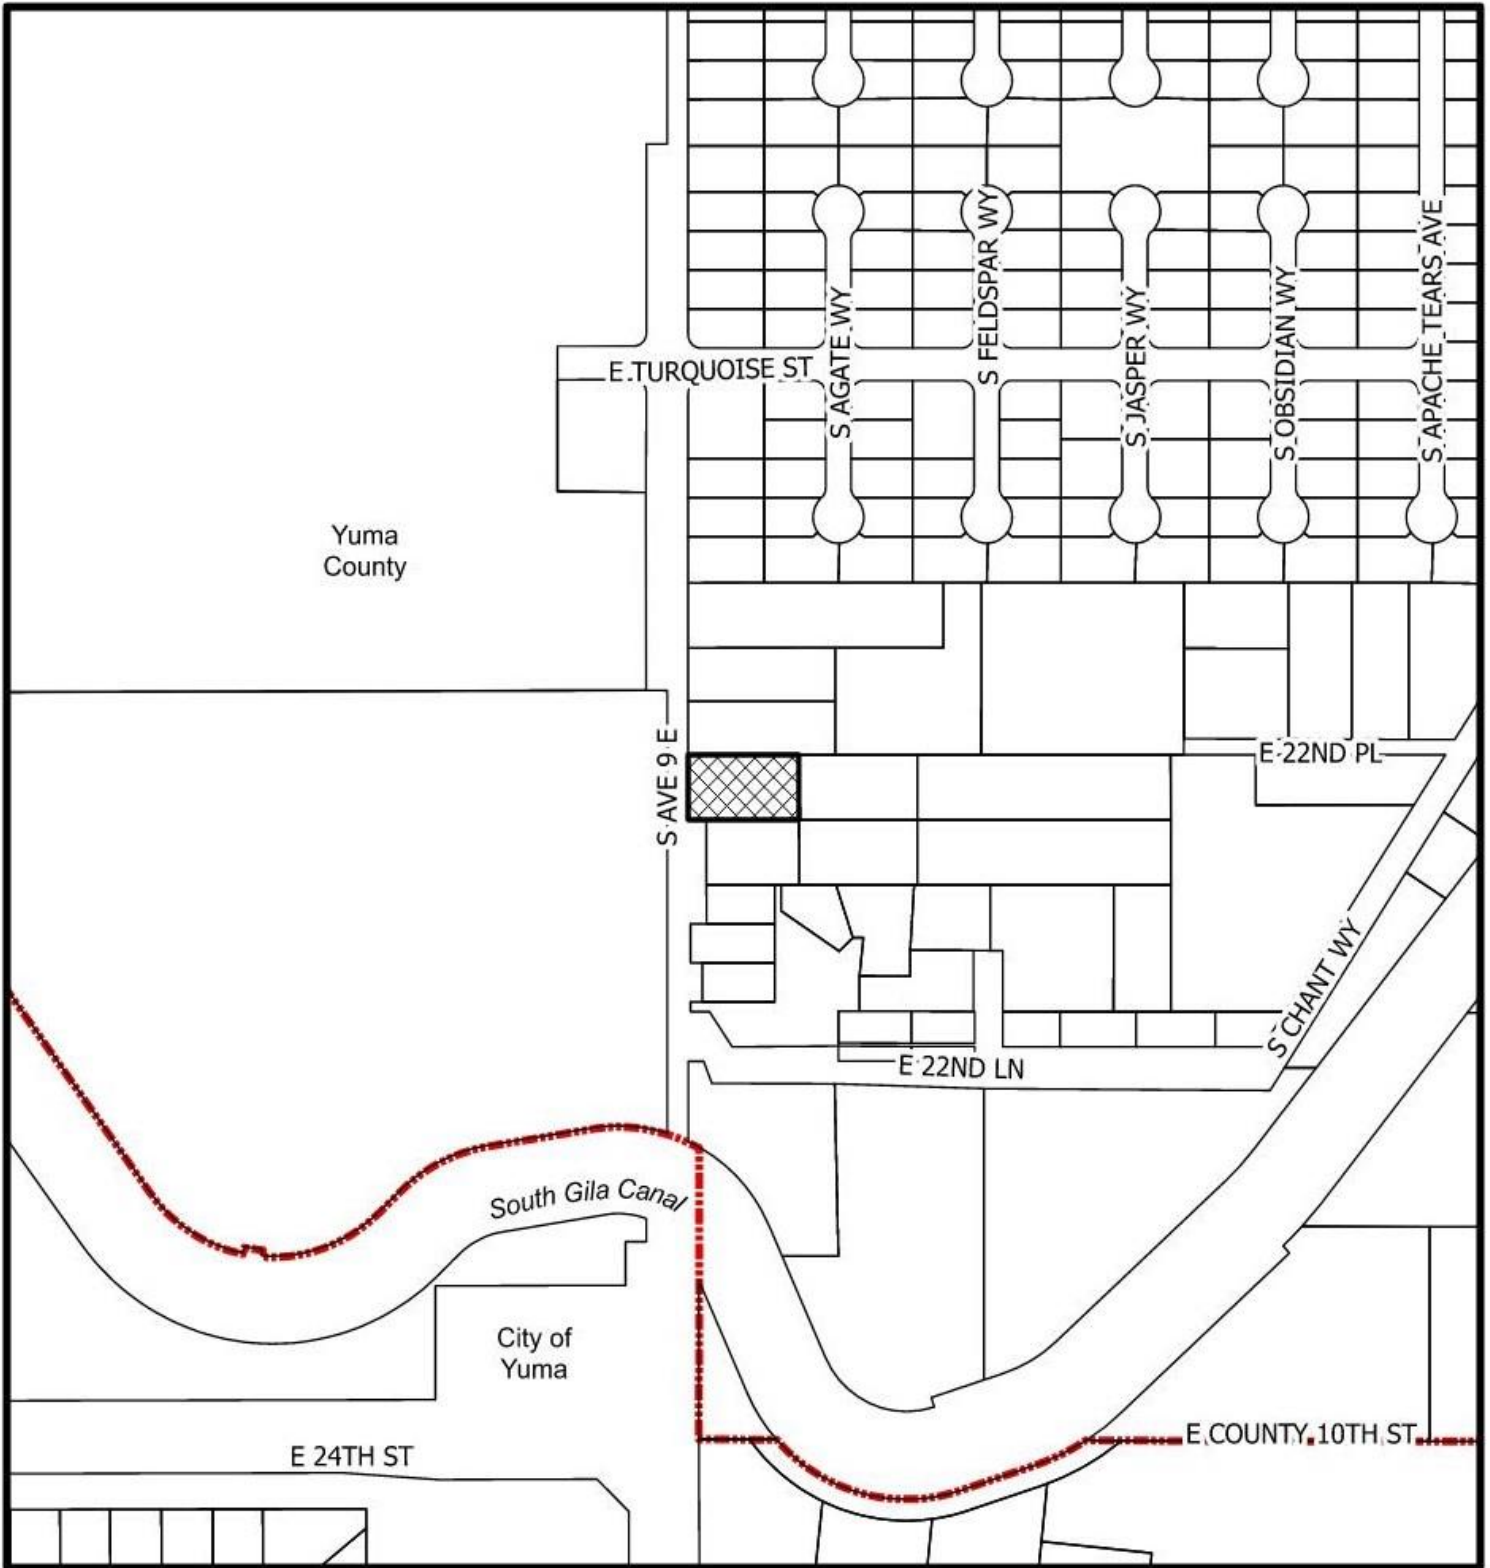 S AGATE WY
S FELDSPAR WY
S JASPER WY
S OBSIDIAN WY
S APACHE TEARS AVE
E TURQUOISE ST
Yuma
County
S AVE 9 E
E 22ND PL
S CHANT WY
E 22ND LN
South Gila Canal
City of
Yuma
E COUNTY 10TH ST
E 24TH ST